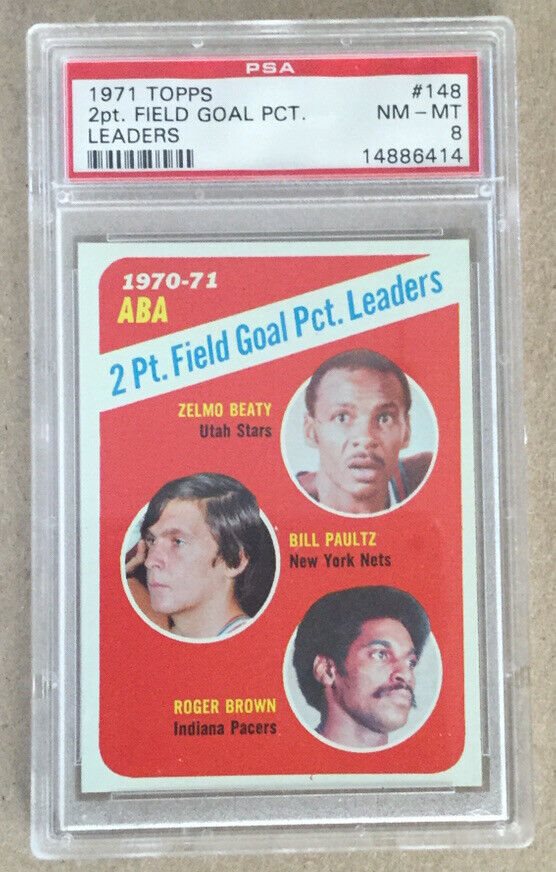 PSA
1971 TOPPS #148
2pt. FIELD GOAL PCT. NM - MT
LEADERS 8
14886414
1970-71
ABA
2 Pt. Field Goal Pct. Leaders
ZELMO BEATY
Utah Stars
BILL PAULTZ
New York Nets
ROGER BROWN
Indiana Pacers